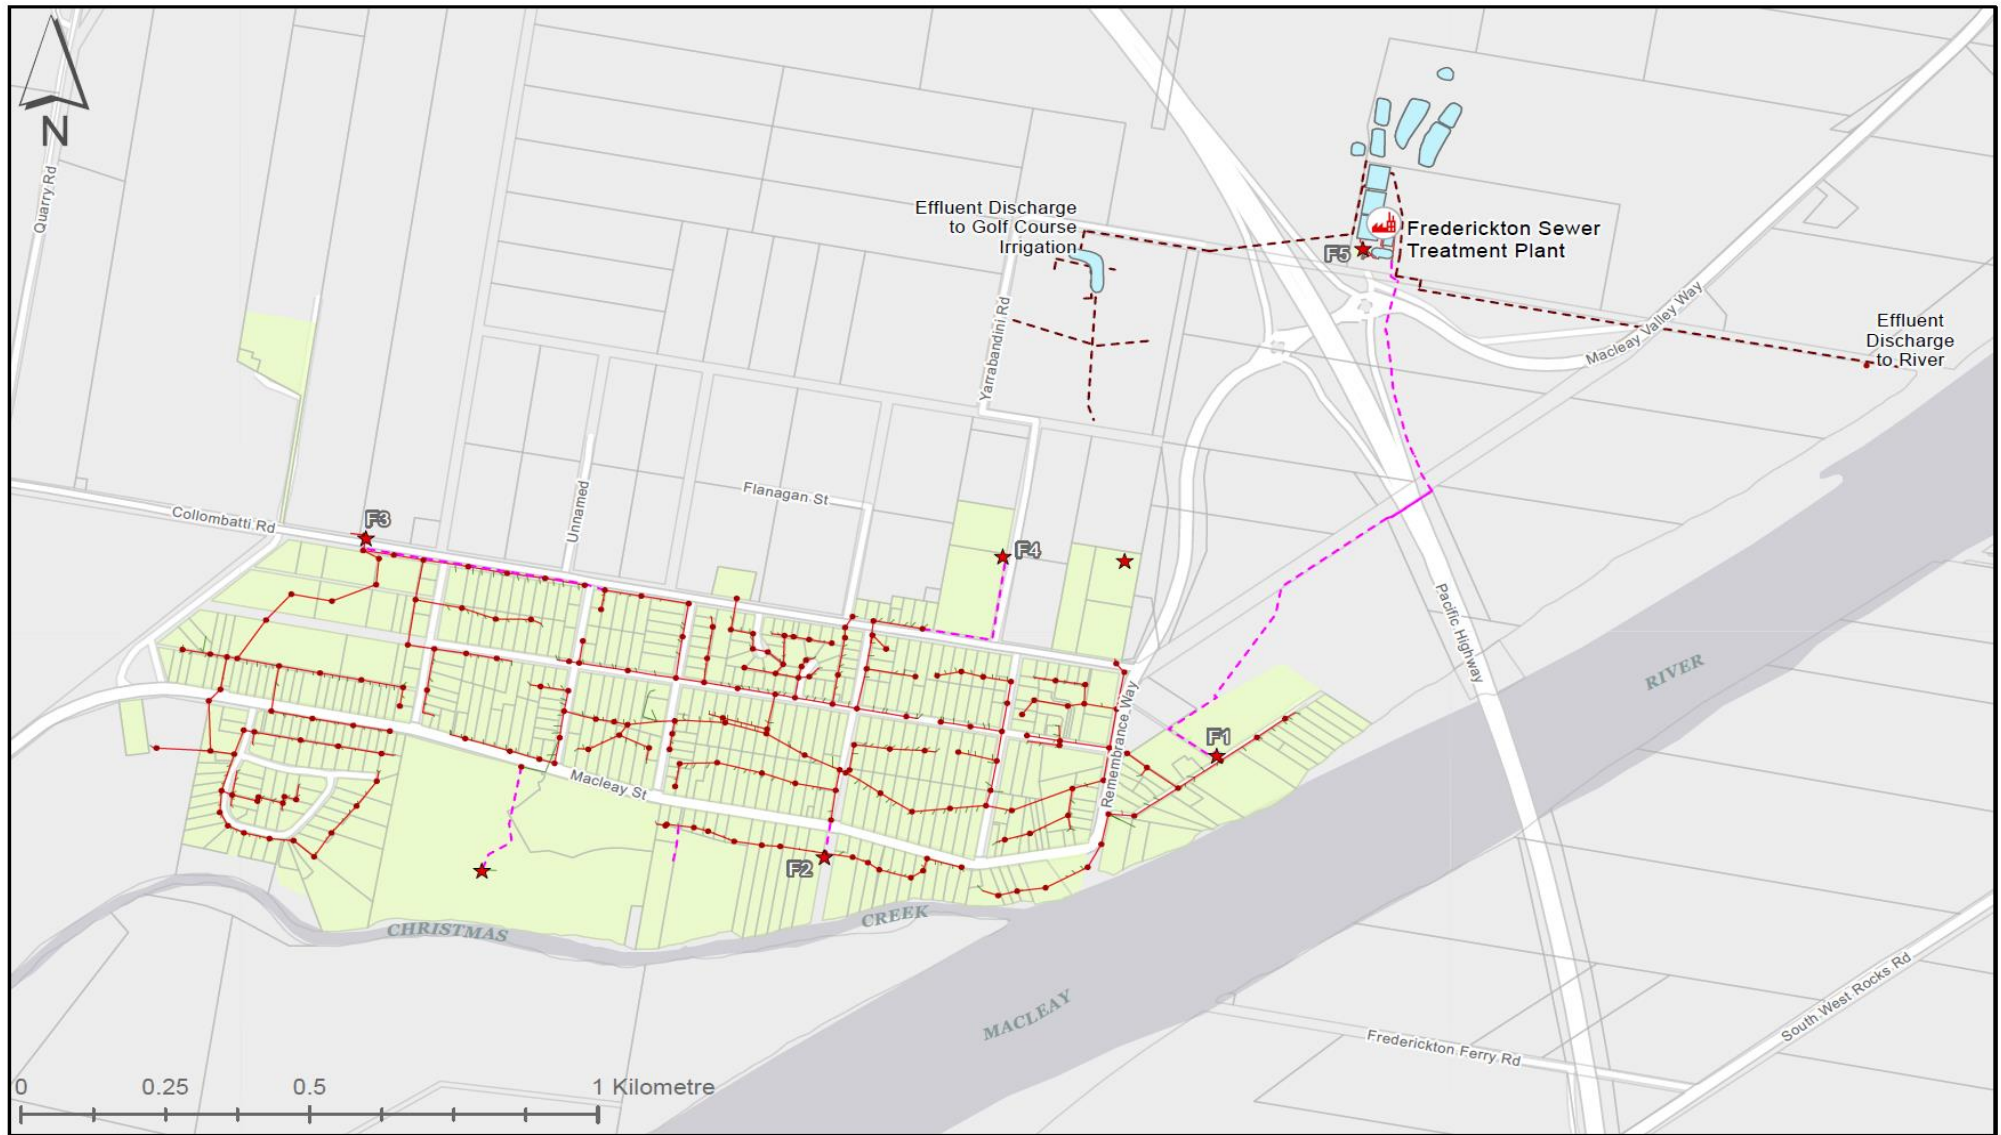 N
Quarry Rd
Effluent Discharge
to Golf Course
Irrigation
Frederickton Sewer
Treatment Plant
F5
Yarrabandini Rd
Macleay Valley Way
Effluent
Discharge
to River
Flanagan St
Unnamed
Collombatti Rd
F3
F4
Pacific Highway
RIVER
Remembrance Way
F1
Macleay St
F2
CHRISTMAS
CREEK
MACLEAY
South West Rocks Rd
Frederickton Ferry Rd
0 0.25 0.5 1 Kilometre